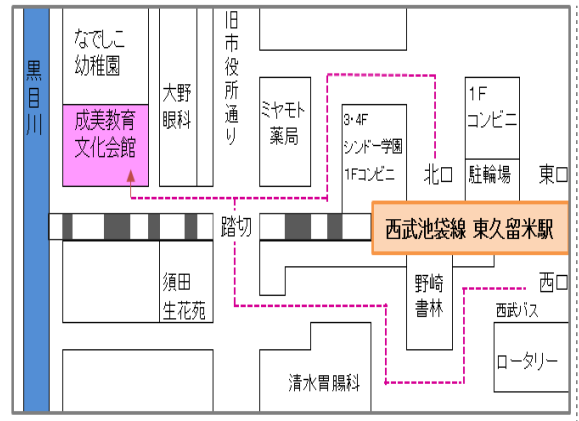 黒目川
なでしこ
幼稚園
成美教育
文化会館
大野
眼科
旧市役所通り
ミヤモト
薬局
3・4F
シンドー学園
1Fコンビニ
北口
1F
コンビニ
駐輪場
東口
踏切
西武池袋線 東久留米駅
須田
生花苑
野崎
書林
西口
西武バス
ロータリー
清水胃腸科